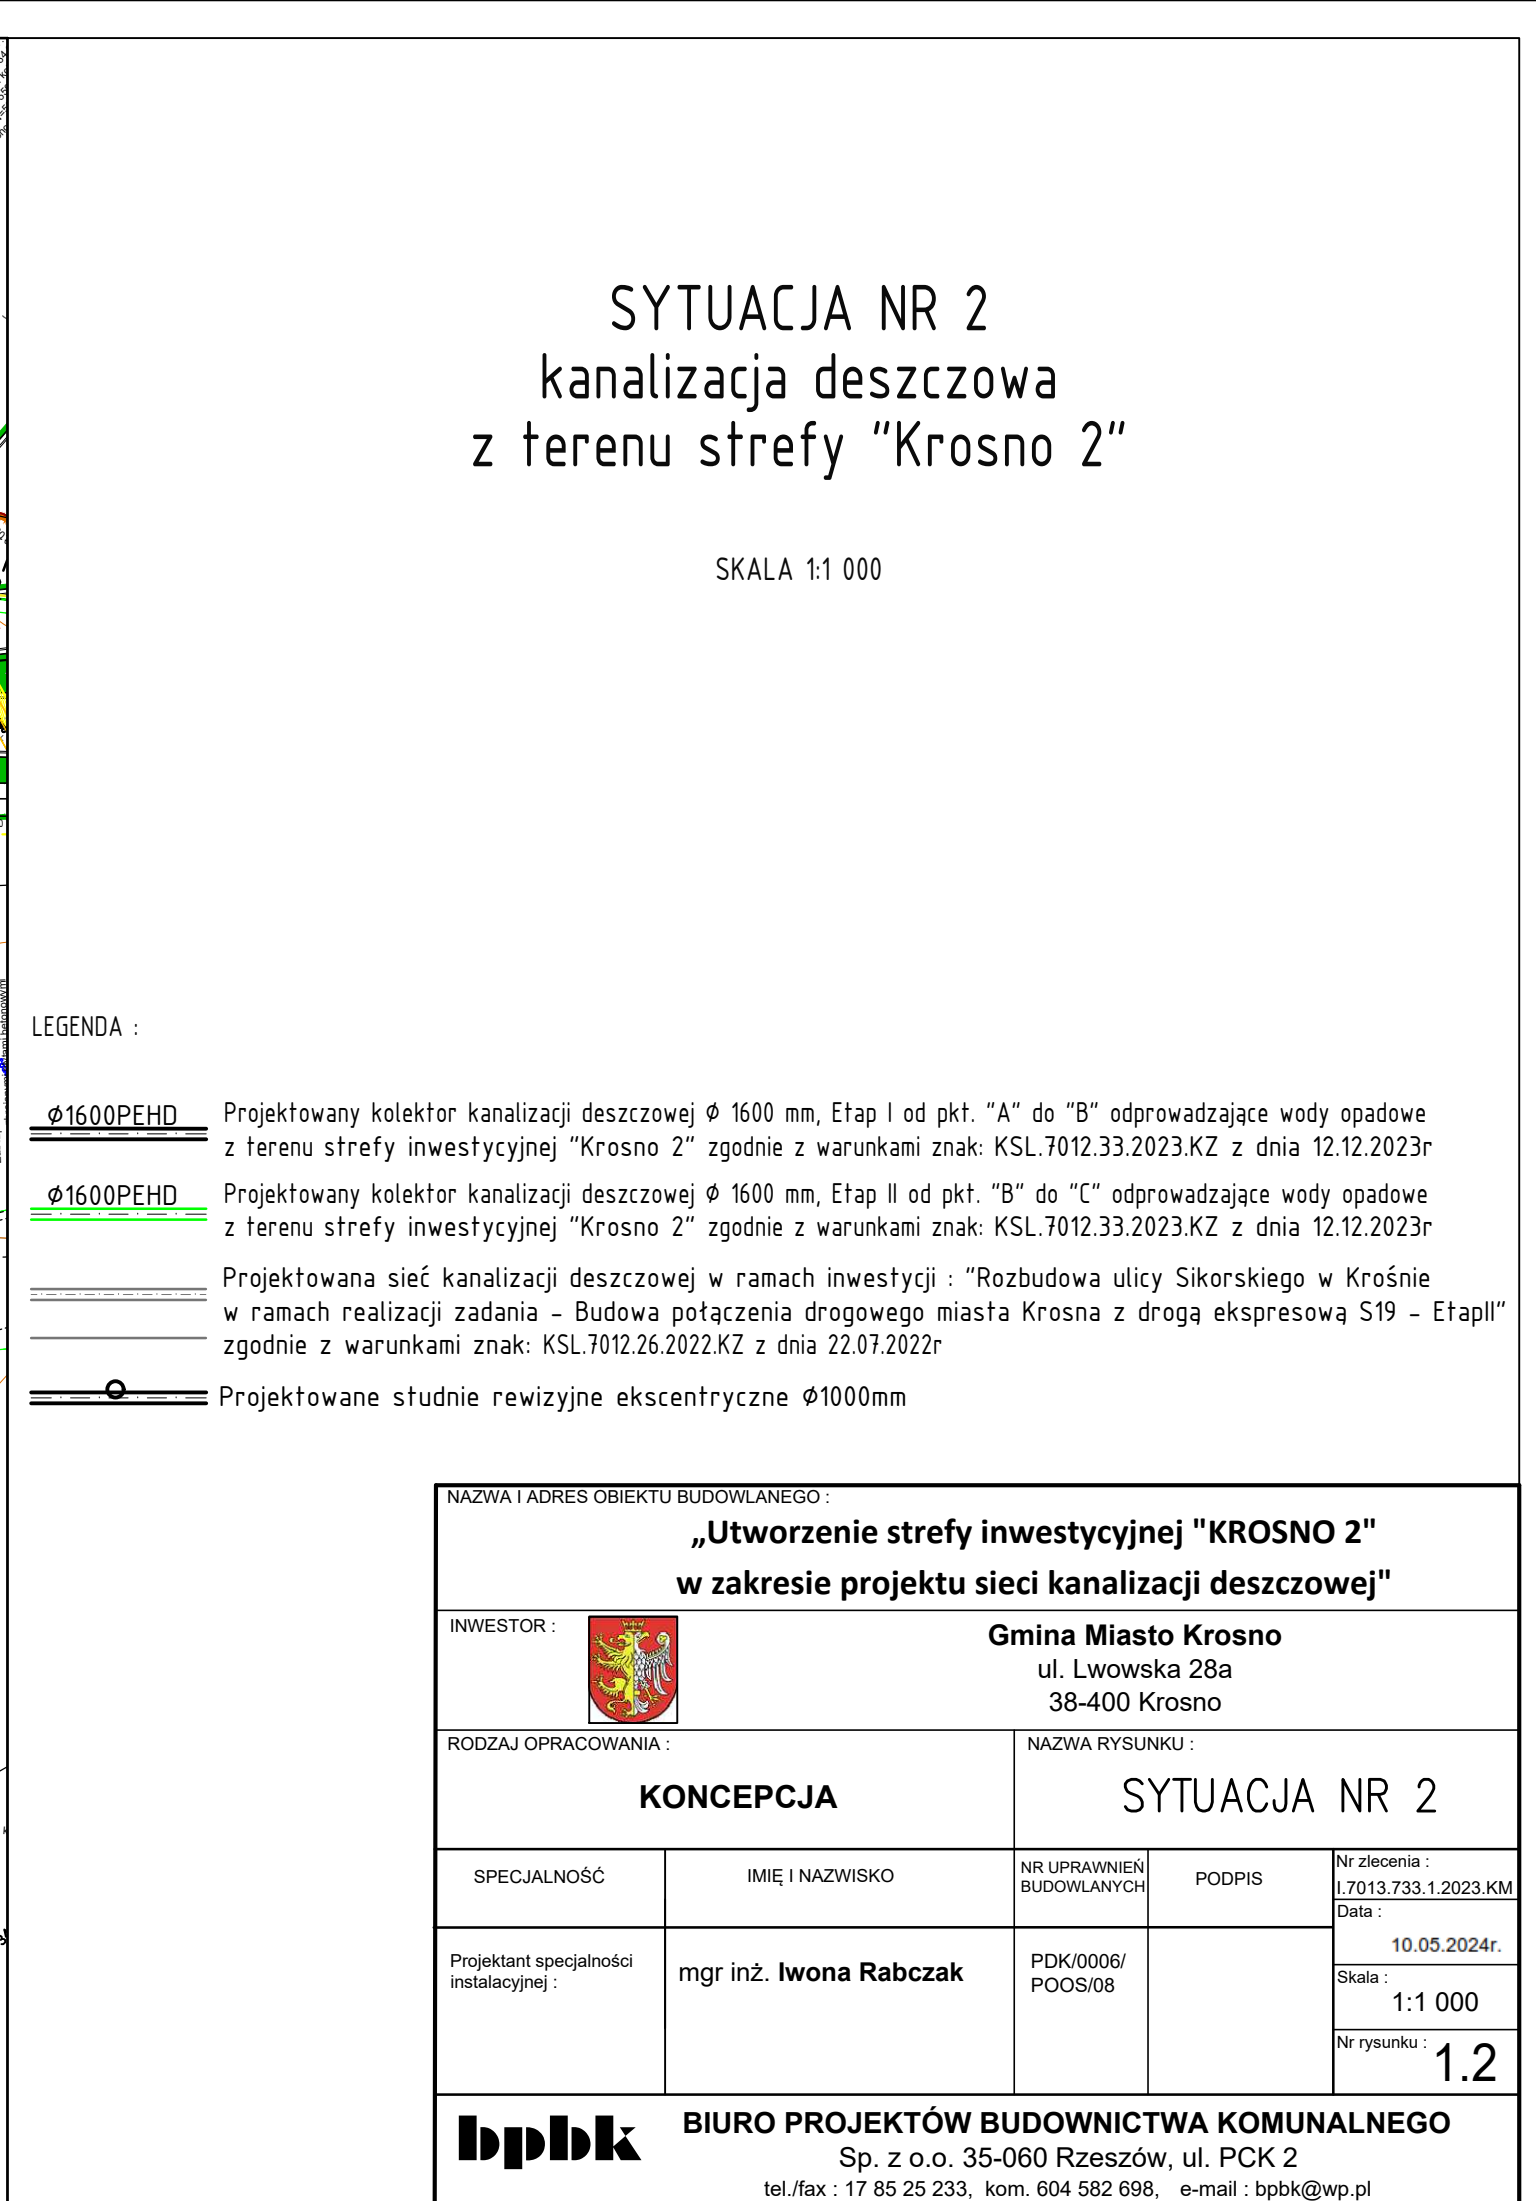 SYTUACJA NR 2
kanalizacja deszczowa
z terenu strefy "Krosno 2"
SKALA 1:1 000
LEGENDA :
Ø1600PEHD Projektowany kolektor kanalizacji deszczowej Ø 1600 mm, Etap I od pkt. "A" do "B" odprowadzające wody opadowe
z terenu strefy inwestycyjnej "Krosno 2" zgodnie z warunkami znak: KSL.7012.33.2023.KZ z dnia 12.12.2023r
Ø1600PEHD Projektowany kolektor kanalizacji deszczowej Ø 1600 mm, Etap II od pkt. "B" do "C" odprowadzające wody opadowe
z terenu strefy inwestycyjnej "Krosno 2" zgodnie z warunkami znak: KSL.7012.33.2023.KZ z dnia 12.12.2023r
Projektowana sieć kanalizacji deszczowej w ramach inwestycji : "Rozbudowa ulicy Sikorskiego w Krośnie
w ramach realizacji zadania - Budowa połączenia drogowego miasta Krosna z drogą ekspresową S19 - EtapII"
zgodnie z warunkami znak: KSL.7012.26.2022.KZ z dnia 22.07.2022r
Projektowane studnie rewizyjne ekscentryczne Ø1000mm
NAZWA I ADRES OBIEKTU BUDOWLANEGO :
„Utworzenie strefy inwestycyjnej "KROSNO 2"
w zakresie projektu sieci kanalizacji deszczowej"
INWESTOR :
Gmina Miasto Krosno
ul. Lwowska 28a
38-400 Krosno
RODZAJ OPRACOWANIA :
KONCEPCJA
NAZWA RYSUNKU :
SYTUACJA NR 2
SPECJALNOŚĆ
IMIĘ I NAZWISKO
NR UPRAWNIEŃ
BUDOWLANYCH
PODPIS
Nr zlecenia :
I.7013.733.1.2023.KM
Data :
10.05.2024r.
Projektant specjalności
instalacyjnej :
mgr inż. Iwona Rabczak
PDK/0006/
POOS/08
Skala :
1:1 000
Nr rysunku :
1.2
bpbk
BIURO PROJEKTÓW BUDOWNICTWA KOMUNALNEGO
Sp. z o.o. 35-060 Rzeszów, ul. PCK 2
tel./fax : 17 85 25 233, kom. 604 582 698, e-mail : bpbk@wp.pl